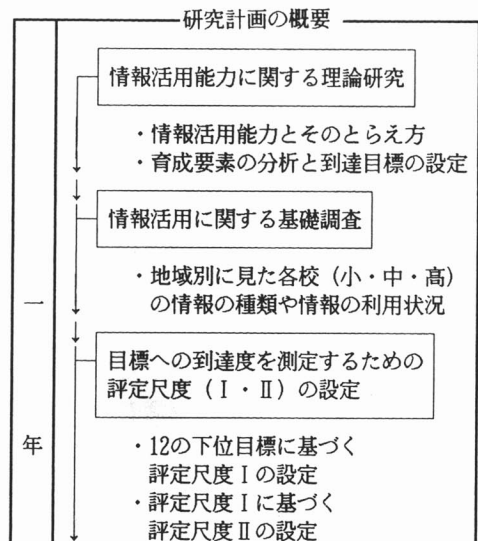 研究計画の概要
情報活用能力に関する理論研究
・情報活用能力とそのとらえ方
・育成要素の分析と到達目標の設定
情報活用に関する基礎調査
・地域別に見た各校（小・中・高）
の情報の種類や情報の利用状況
目標への到達度を測定するための
評定尺度（Ⅰ・Ⅱ）の設定
・12の下位目標に基づく
評定尺度Ⅰの設定
・評定尺度Ⅰに基づく
評定尺度Ⅱの設定
一
年